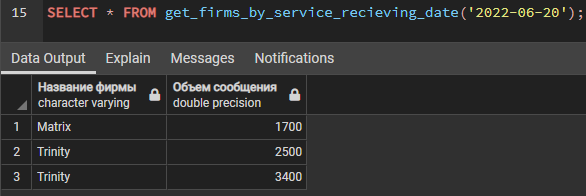 15 SELECT * FROM get_firms_by_service_recieving_date('2022-06-20');
Data Output Explain Messages Notifications
Название фирмы Объем сообщения
character varying double precision
1 Matrix 1700
2 Trinity 2500
3 Trinity 3400